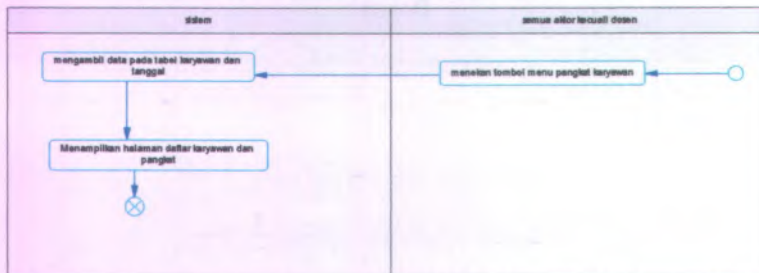 sistem
semua aktor kecuali dosen
mengambil data pada tabel karyawan dan
tanggal
menekan tombol menu pangkat karyawan
Menampilkan halaman daftar karyawan dan
pangkat